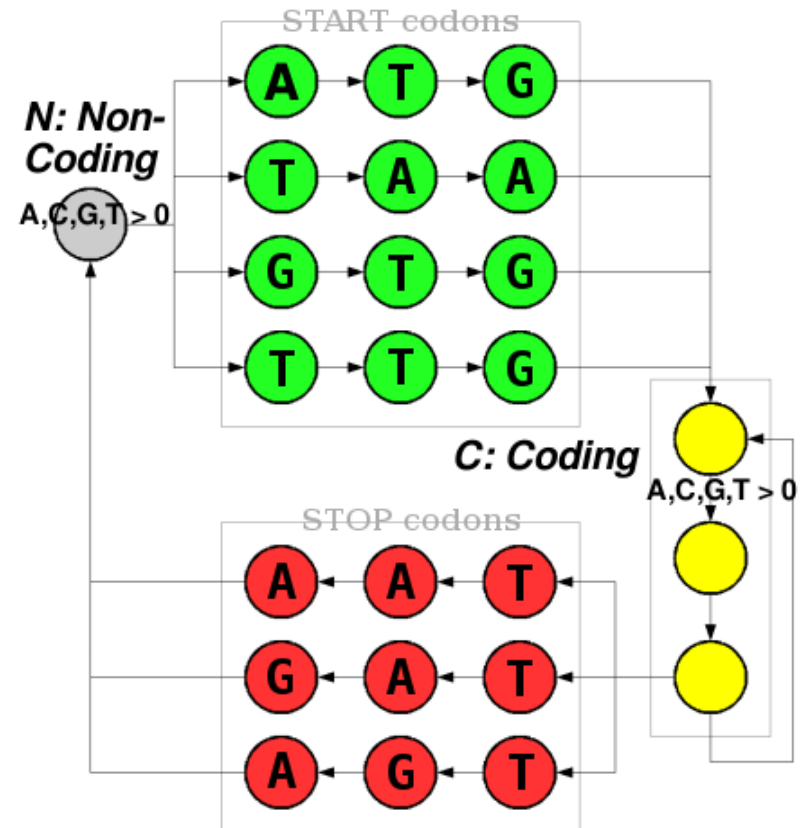 START codons
A T G
N: Non-
Coding
T A A
A,C,G,T > 0
G T G
T T G
C: Coding
A,C,G,T > 0
STOP codons
A A T
G A T
A G T